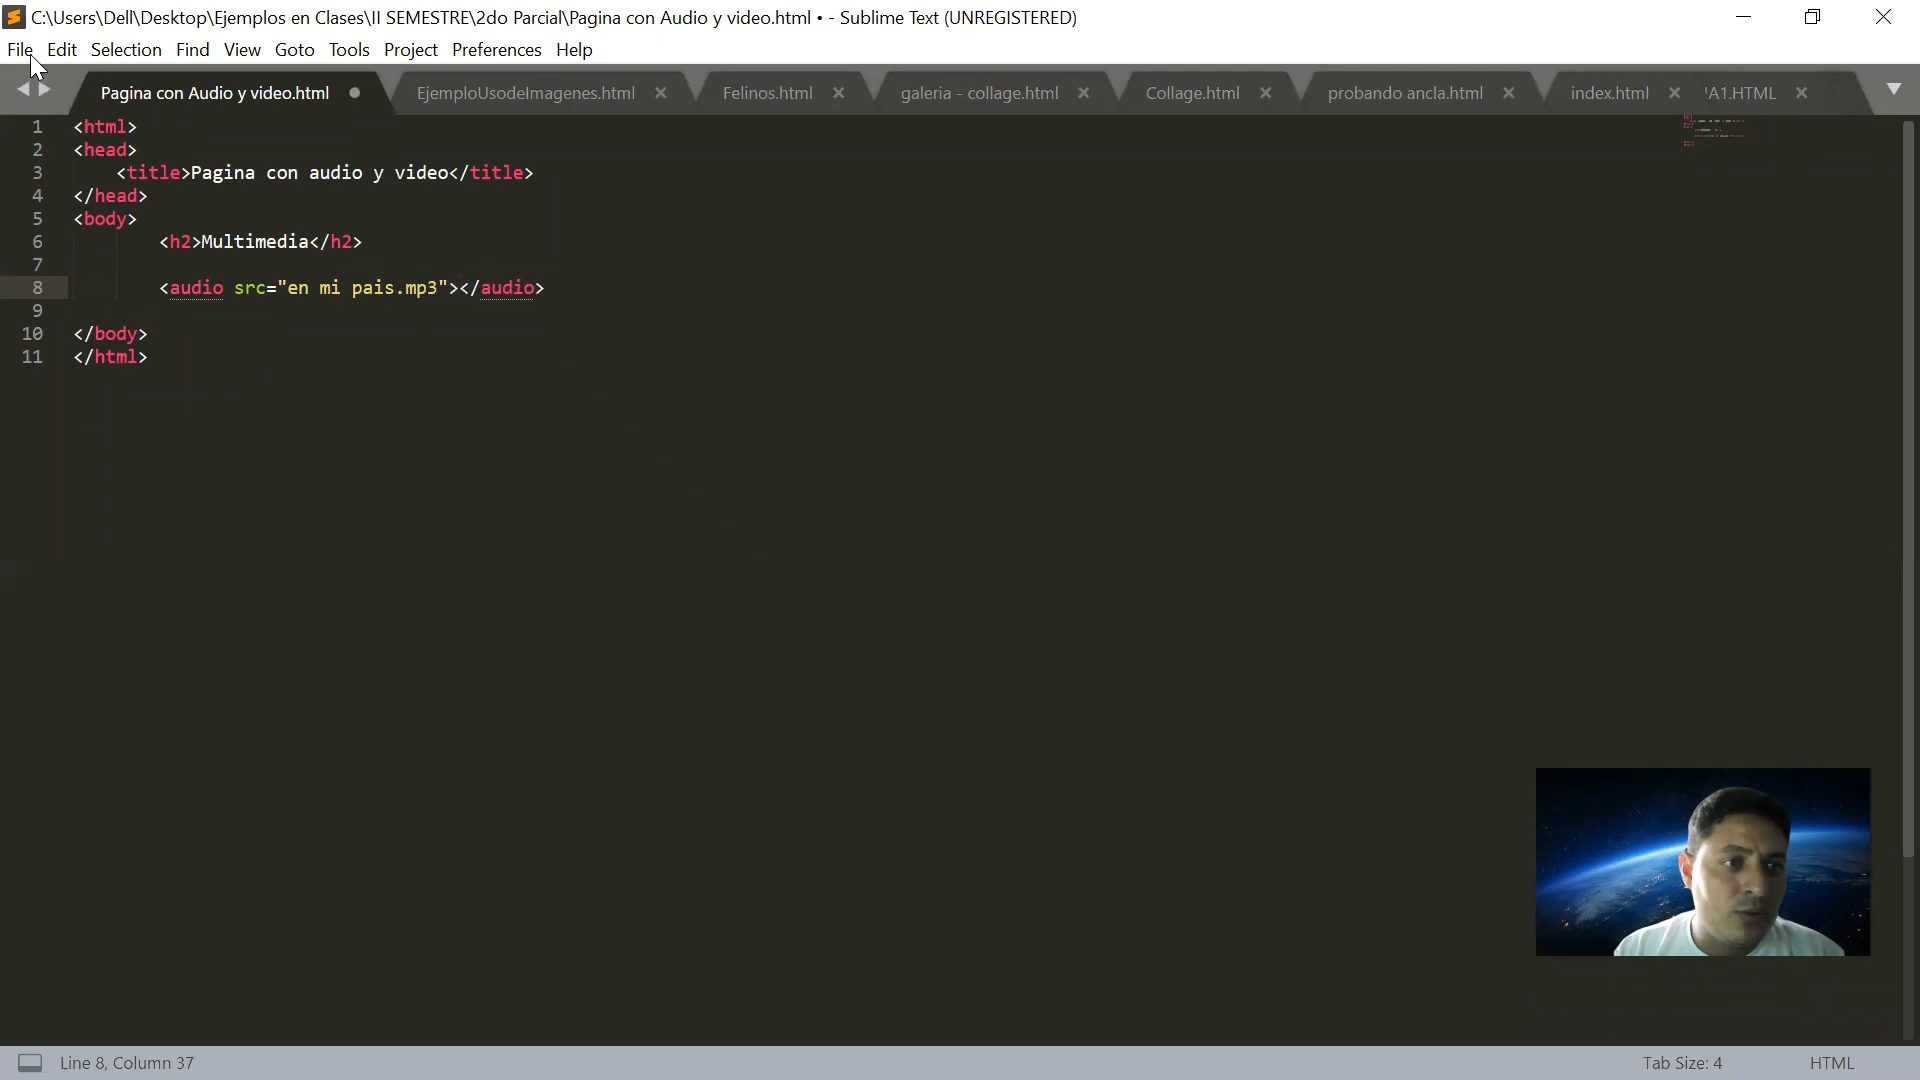 C:\Users\Dell\Desktop\Ejemplos en Clases\II SEMESTRE\2do Parcial\Pagina con Audio y video.html • - Sublime Text (UNREGISTERED)
File Edit Selection Find View Goto Tools Project Preferences Help
Pagina con Audio y video.html EjemploUsodeImagenes.html Felinos.html galeria - collage.html Collage.html probando ancla.html index.html 'A1.HTML
1 <html>
2 <head>
3 <title>Pagina con audio y video</title>
4 </head>
5 <body>
6 <h2>Multimedia</h2>
7
8 <audio src="en mi pais.mp3"></audio>
9
10 </body>
11 </html>
Line 8, Column 37 Tab Size: 4 HTML